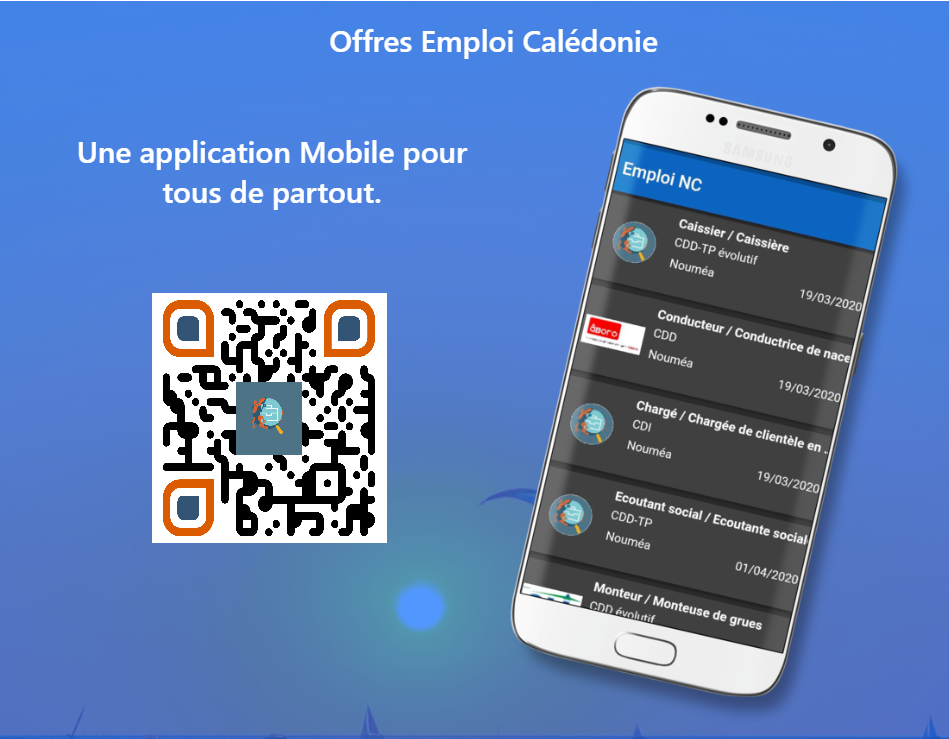 Offres Emploi Calédonie
Une application Mobile pour
tous de partout.
SAMSUNG
Emploi NC
Caissier / Caissière
CDD-TP évolutif
Nouméa
19/03/2020
Conducteur / Conductrice de nace
CDD
Nouméa
19/03/2020
Chargé / Chargée de clientèle en ..
CDI
Nouméa
19/03/2020
Ecoutant social / Ecoutante social
CDD-TP
Nouméa
01/04/2020
Monteur / Monteuse de grues
CDD évolutif